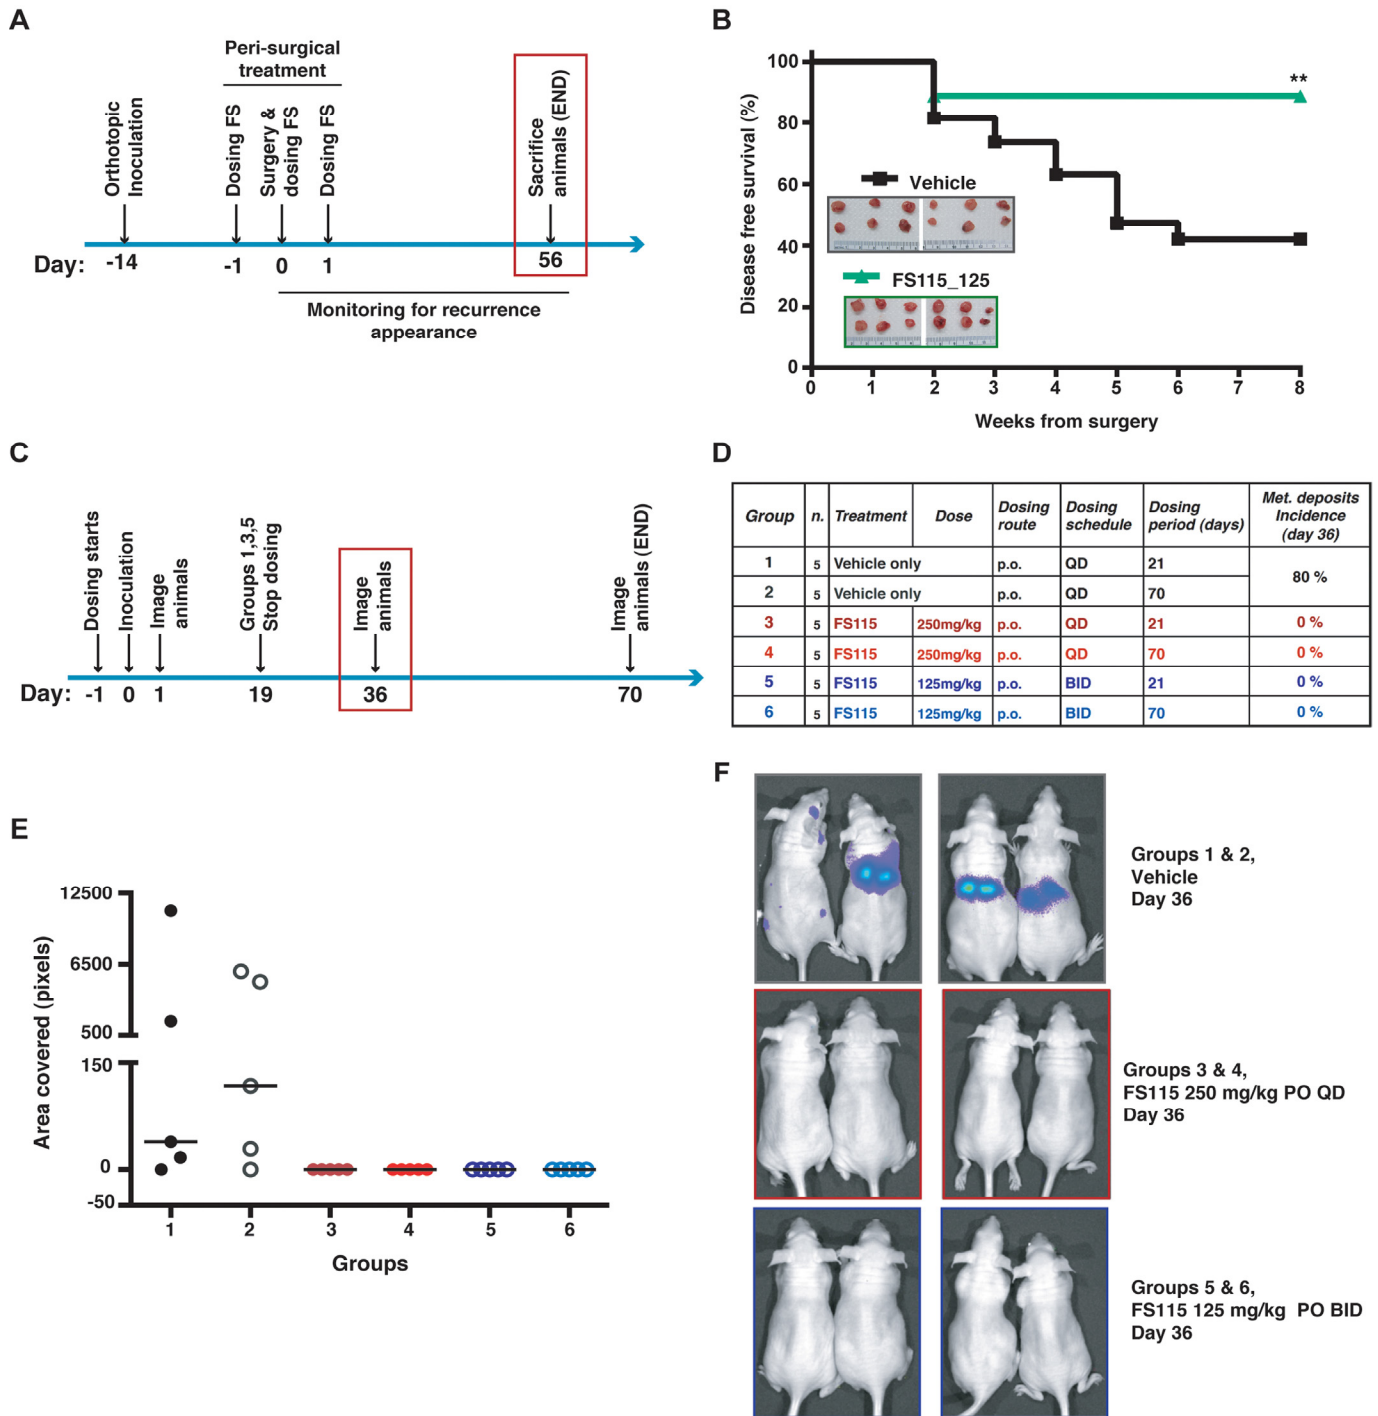 A
Peri-surgical
treatment
Orthotopic
Inoculation
Dosing FS
Surgery &
dosing FS
Dosing FS
Sacrifice
animals (END)
Day: -14 -1 0 1 56
Monitoring for recurrence
appearance
B
Disease free survival (%)
100
80
60
40
20
0
**
Vehicle
FS115_125
0 1 2 3 4 5 6 7 8
Weeks from surgery
C
Dosing starts
Inoculation
Image
animals
Groups 1,3,5
Stop dosing
Image
animals
Image
animals (END)
Day: -1 0 1 19 36 70
D
Group n. Treatment Dose Dosing route Dosing schedule Dosing period (days) Met. deposits Incidence (day 36)
1 5 Vehicle only p.o. QD 21 80 %
2 5 Vehicle only p.o. QD 70
3 5 FS115 250mg/kg p.o. QD 21 0 %
4 5 FS115 250mg/kg p.o. QD 70 0 %
5 5 FS115 125mg/kg p.o. BID 21 0 %
6 5 FS115 125mg/kg p.o. BID 70 0 %
E
Area covered (pixels)
12500
6500
500
150
0
-50
1 2 3 4 5 6
Groups
F
Groups 1 & 2,
Vehicle
Day 36
Groups 3 & 4,
FS115 250 mg/kg PO QD
Day 36
Groups 5 & 6,
FS115 125 mg/kg PO BID
Day 36